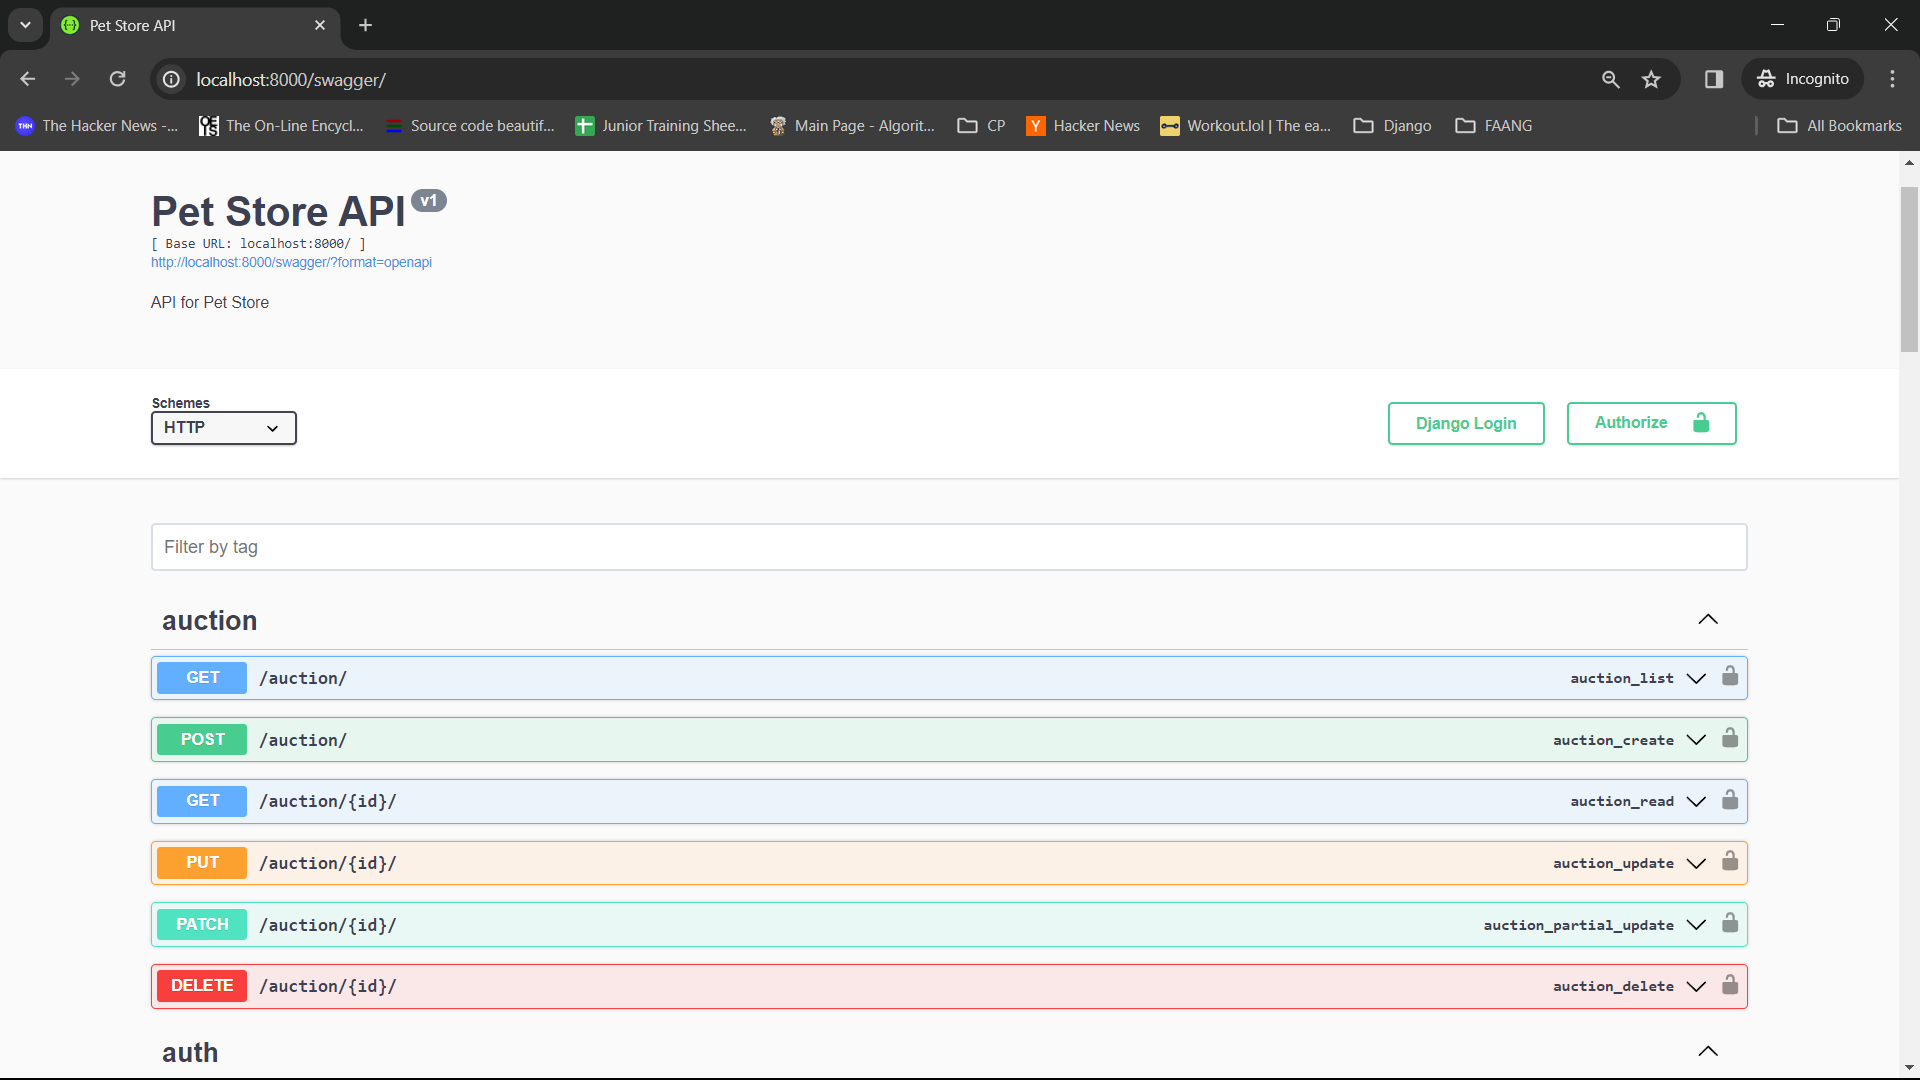 Pet Store API
localhost:8000/swagger/
Incognito
THN The Hacker News -...
OEIS The On-Line Encycl...
Source code beautif...
Junior Training Shee...
Main Page - Algorit...
CP
Y Hacker News
Workout.lol | The ea...
Django
FAANG
All Bookmarks
Pet Store API v1
[ Base URL: localhost:8000/ ]
http://localhost:8000/swagger/?format=openapi
API for Pet Store
Schemes
HTTP
Django Login
Authorize
Filter by tag
auction
GET /auction/ auction_list
POST /auction/ auction_create
GET /auction/{id}/ auction_read
PUT /auction/{id}/ auction_update
PATCH /auction/{id}/ auction_partial_update
DELETE /auction/{id}/ auction_delete
auth